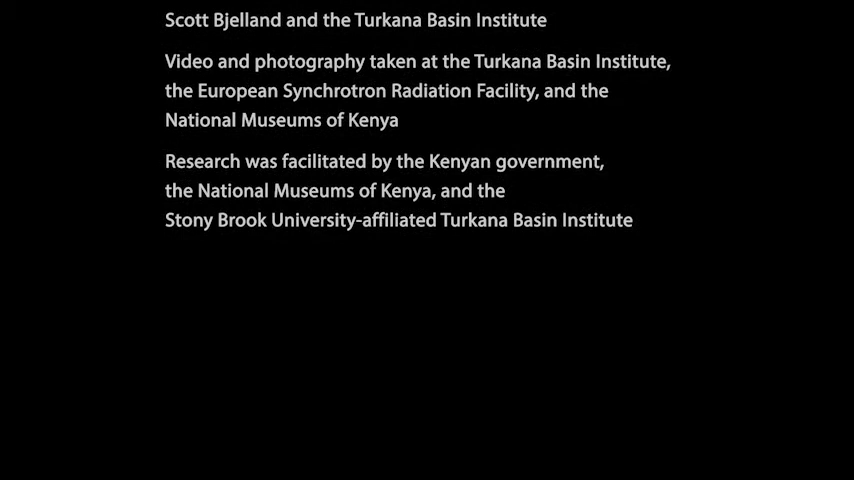 Scott Bjelland and the Turkana Basin Institute
Video and photography taken at the Turkana Basin Institute,
the European Synchrotron Radiation Facility, and the
National Museums of Kenya
Research was facilitated by the Kenyan government,
the National Museums of Kenya, and the
Stony Brook University-affiliated Turkana Basin Institute